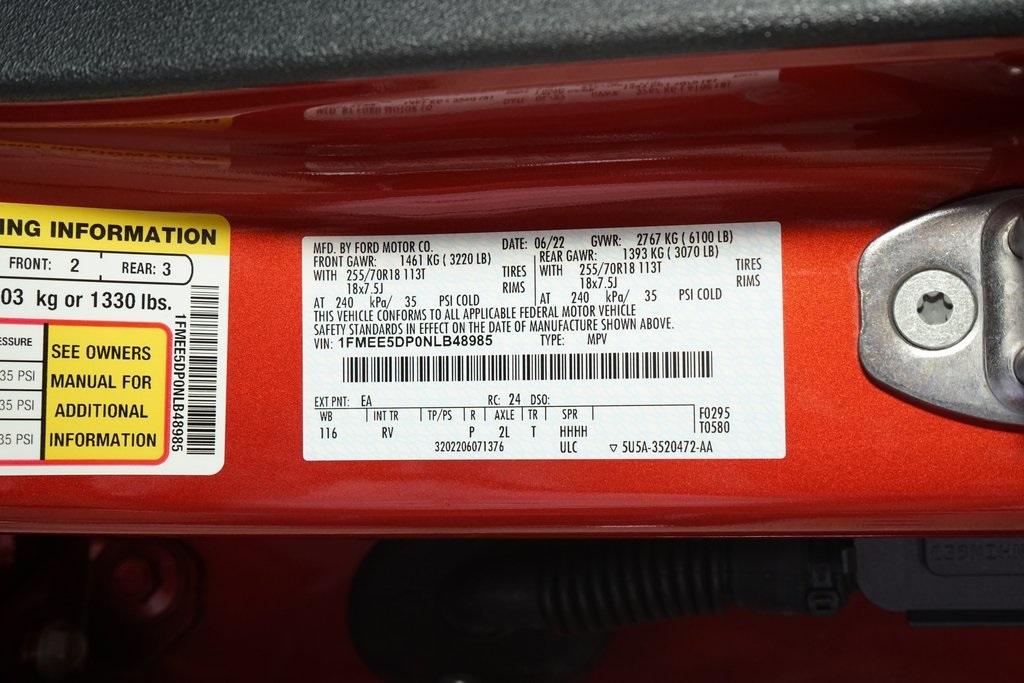 ING INFORMATION
FRONT: 2 REAR: 3
03 kg or 1330 lbs.
ESSURE
35 PSI
35 PSI
35 PSI
SEE OWNERS
MANUAL FOR
ADDITIONAL
INFORMATION
1FMEE5DP0NLB48985
MFD. BY FORD MOTOR CO. DATE: 06/22 GVWR: 2767 KG ( 6100 LB)
FRONT GAWR: 1461 KG ( 3220 LB) REAR GAWR: 1393 KG ( 3070 LB)
WITH 255/70R18 113T TIRES WITH 255/70R18 113T TIRES
18x7.5J RIMS 18x7.5J RIMS
AT 240 kPa/ 35 PSI COLD AT 240 kPa/ 35 PSI COLD
THIS VEHICLE CONFORMS TO ALL APPLICABLE FEDERAL MOTOR VEHICLE
SAFETY STANDARDS IN EFFECT ON THE DATE OF MANUFACTURE SHOWN ABOVE.
VIN: 1FMEE5DP0NLB48985 TYPE: MPV
EXT PNT: EA RC: 24 DSO:
WB INT TR TP/PS R AXLE TR SPR F0295
116 RV P 2L T HHHH T0580
3202206071376 ULC ▽ 5U5A-3520472-AA